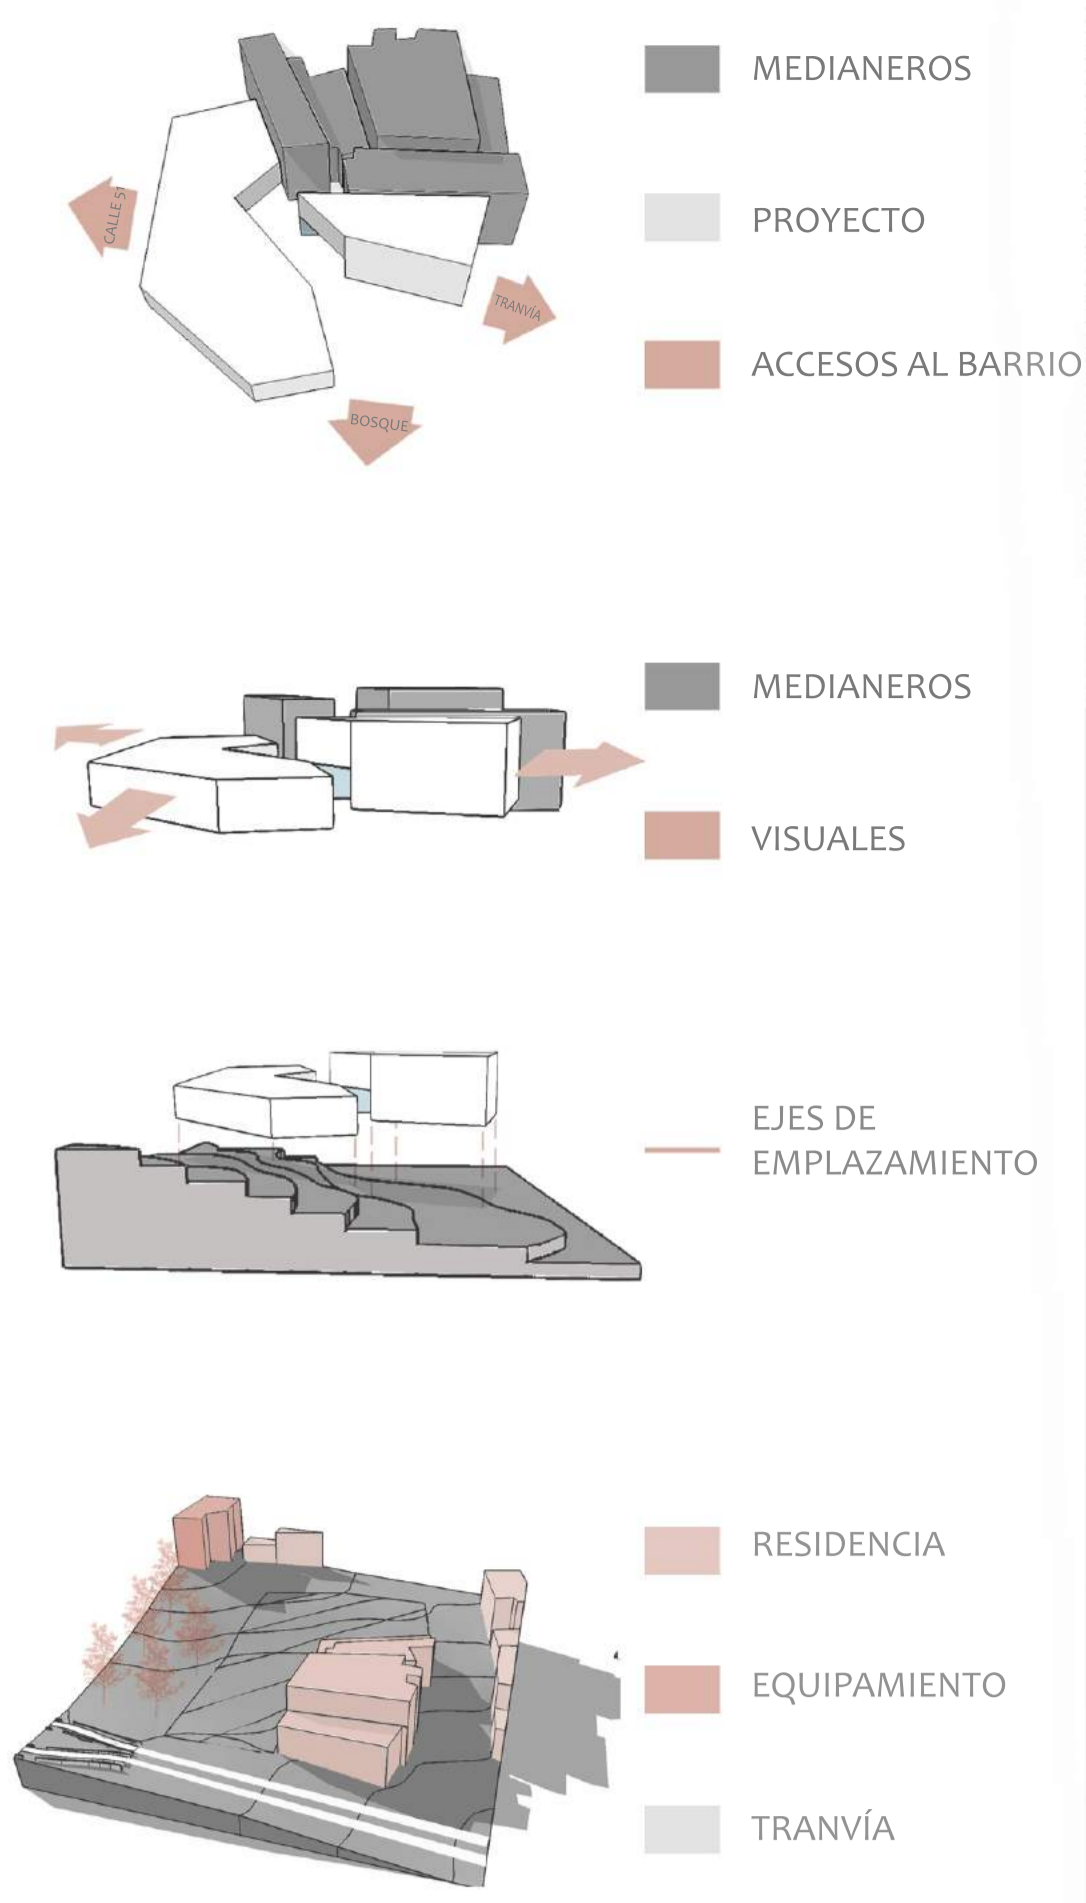 MEDIANEROS
CALLE 51
PROYECTO
TRANVÍA
ACCESOS AL BARRIO
BOSQUE
MEDIANEROS
VISUALES
EJES DE
EMPLAZAMIENTO
RESIDENCIA
EQUIPAMIENTO
TRANVÍA